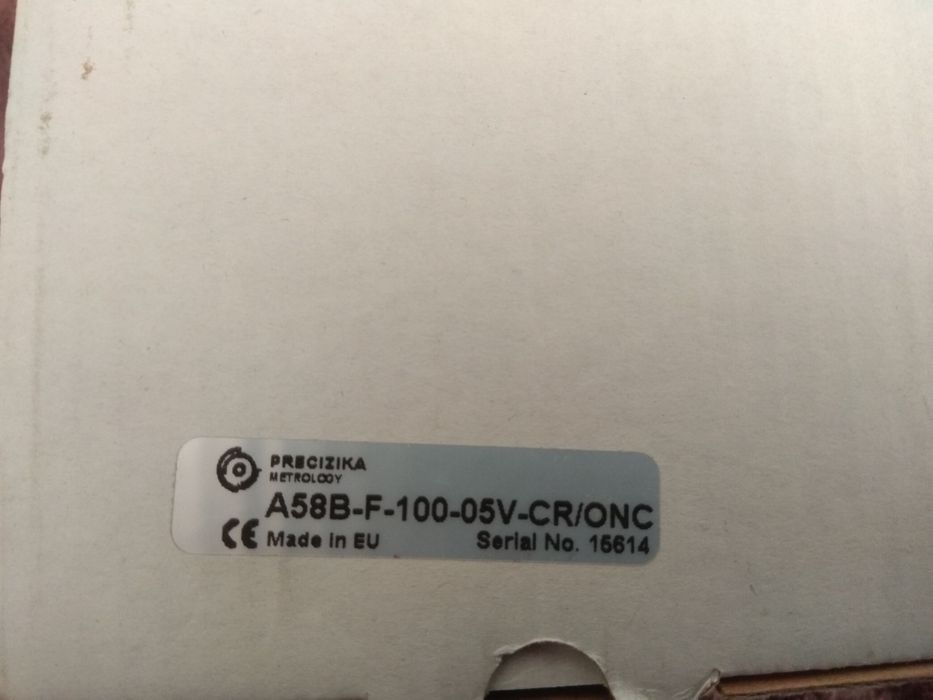 PRECIZIKA
METROLOGY
A58B-F-100-05V-CR/ONC
CE Made in EU Serial No. 15614